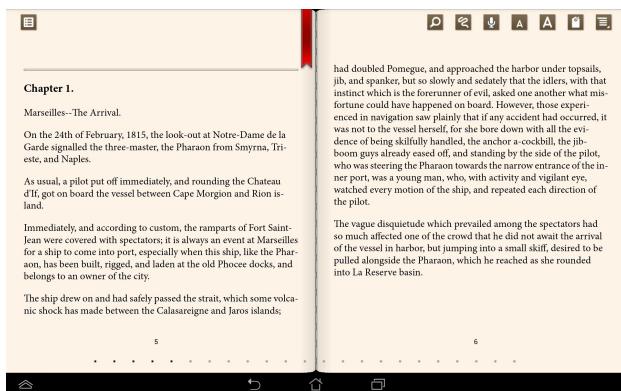 Chapter 1.
Marseilles--The Arrival.
On the 24th of February, 1815, the look-out at Notre-Dame de la
Garde signalled the three-master, the Pharaon from Smyrna, Tri-
este, and Naples.
As usual, a pilot put off immediately, and rounding the Chateau
d'If, got on board the vessel between Cape Morgion and Rion is-
land.
Immediately, and according to custom, the ramparts of Fort Saint-
Jean were covered with spectators; it is always an event at Marseilles
for a ship to come into port, especially when this ship, like the Phar-
aon, has been built, rigged, and laden at the old Phocee docks, and
belongs to an owner of the city.
The ship drew on and had safely passed the strait, which some volca-
nic shock has made between the Calasareigne and Jaros islands;
5
A
A
had doubled Pomegue, and approached the harbor under topsails,
jib, and spanker, but so slowly and sedately that the idlers, with that
instinct which is the forerunner of evil, asked one another what mis-
fortune could have happened on board. However, those experi-
enced in navigation saw plainly that if any accident had occurred, it
was not to the vessel herself, for she bore down with all the evi-
dence of being skilfully handled, the anchor a-cockbill, the jib-
boom guys already eased off, and standing by the side of the pilot,
who was steering the Pharaon towards the narrow entrance of the in-
ner port, was a young man, who, with activity and vigilant eye,
watched every motion of the ship, and repeated each direction of
the pilot.
The vague disquietude which prevailed among the spectators had
so much affected one of the crowd that he did not await the arrival
of the vessel in harbor, but jumping into a small skiff, desired to be
pulled alongside the Pharaon, which he reached as she rounded
into La Reserve basin.
6